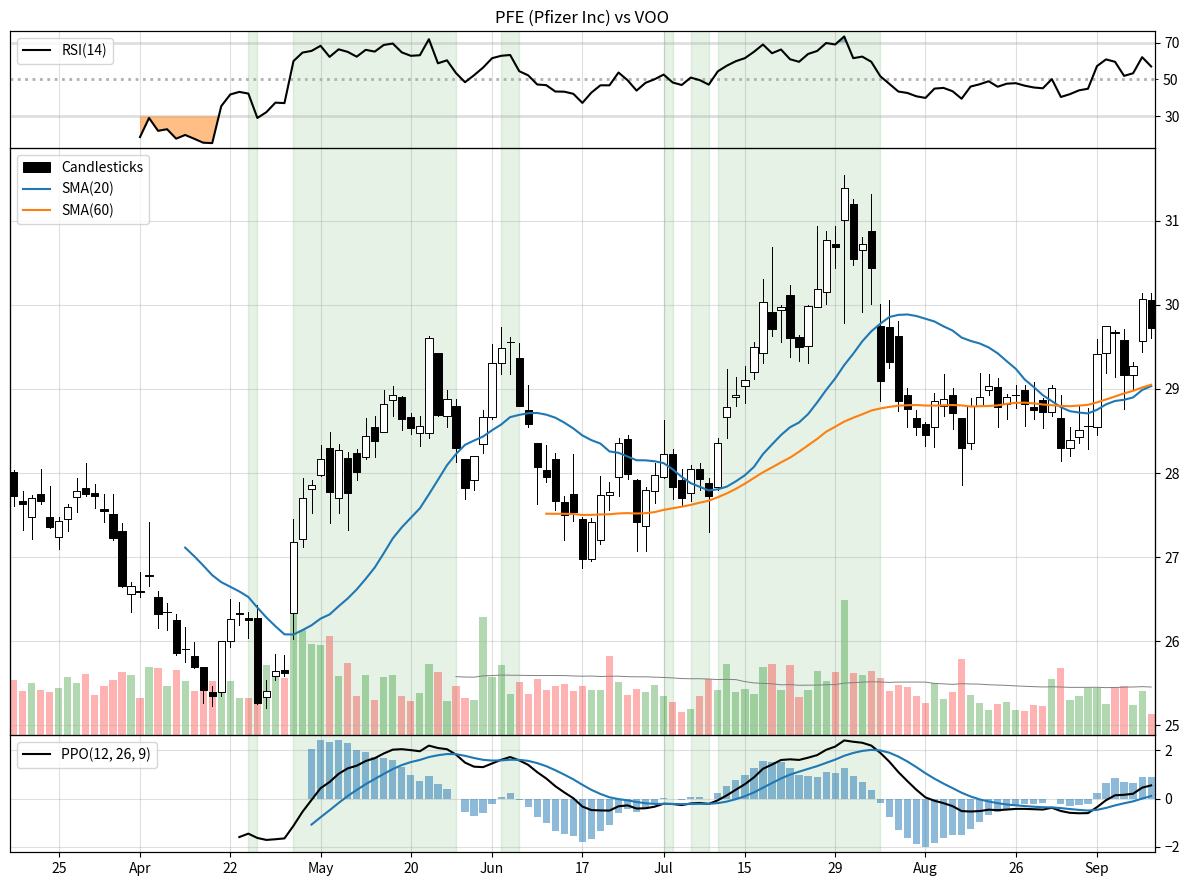 PFE (Pfizer Inc) vs VOO
RSI(14)
70
50
30
Candlesticks
SMA(20)
SMA(60)
31
30
29
28
27
26
25
PPO(12, 26, 9)
2
0
−2
25 Apr 22 May 20 Jun 17 Jul 15 29 Aug 26 Sep